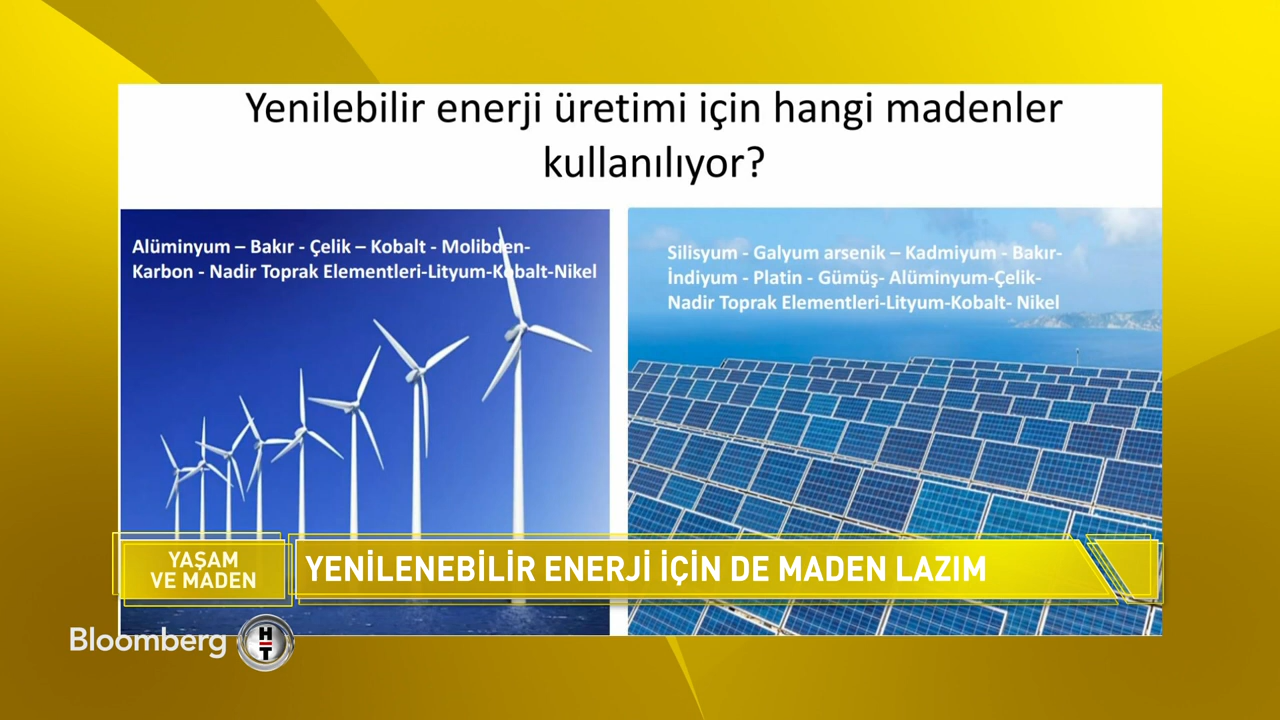 Yenilebilir enerji üretimi için hangi madenler
kullanılıyor?
Alüminyum – Bakır - Çelik – Kobalt - Molibden-
Karbon - Nadir Toprak Elementleri-Lityum-Kobalt-Nikel
Silisyum - Galyum arsenik – Kadmiyum - Bakır-
İndiyum - Platin - Gümüş- Alüminyum-Çelik-
Nadir Toprak Elementleri-Lityum-Kobalt- Nikel
YAŞAM
VE MADEN
YENİLENEBİLİR ENERJİ İÇİN DE MADEN LAZIM
Bloomberg HT